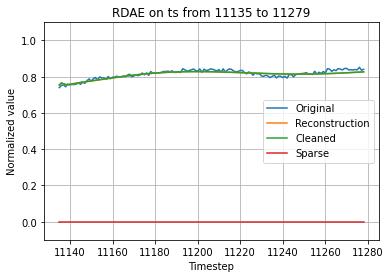 RDAE on ts from 11135 to 11279
Normalized value
1.0
0.8
0.6
0.4
0.2
0.0
Original
Reconstruction
Cleaned
Sparse
11140 11160 11180 11200 11220 11240 11260 11280
Timestep